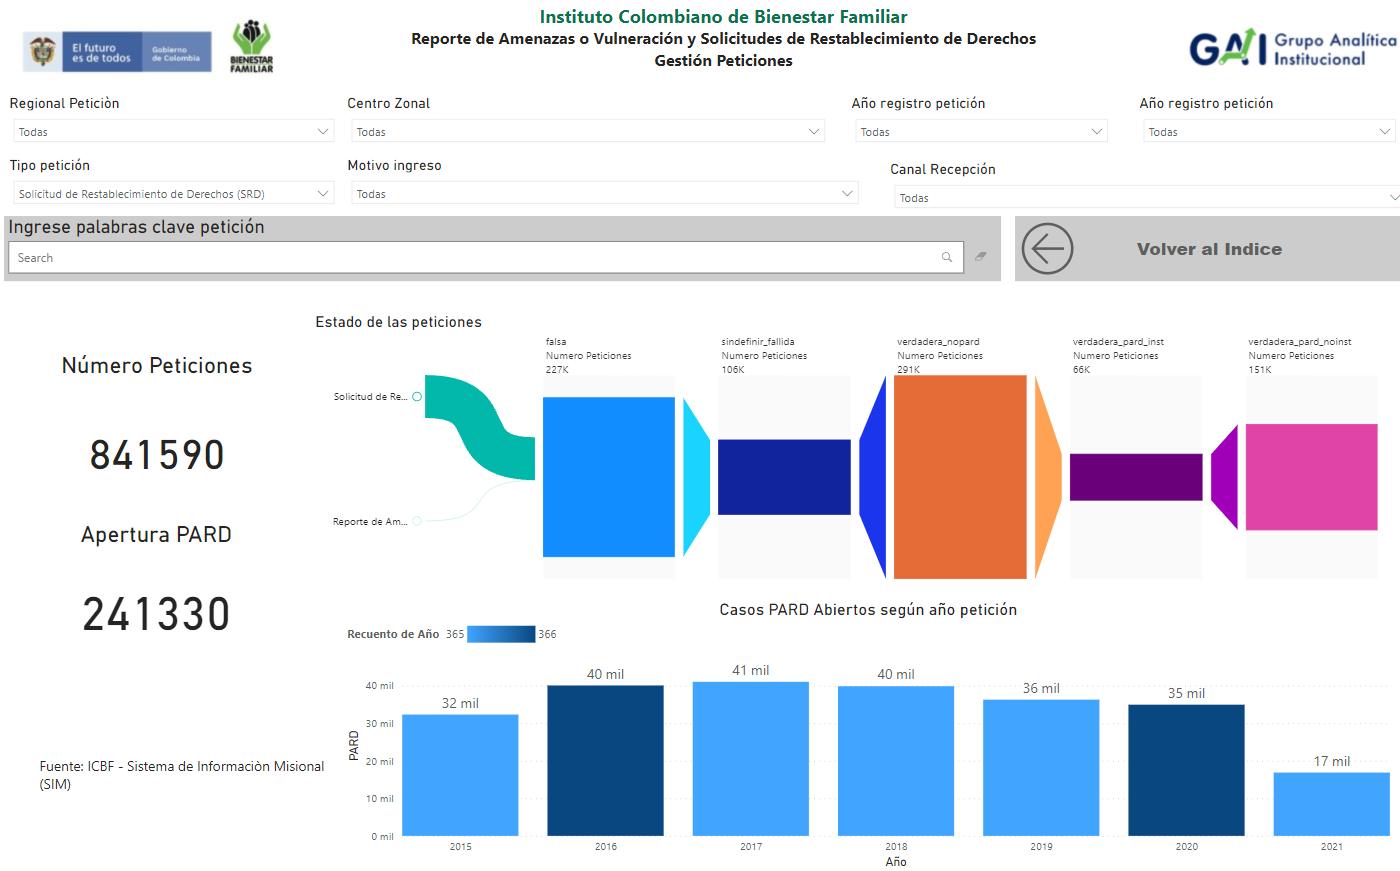 Instituto Colombiano de Bienestar Familiar
Reporte de Amenazas o Vulneración y Solicitudes de Restablecimiento de Derechos
Gestión Peticiones
El futuro
es de todos
Gobierno
de Colombia
BIENESTAR
FAMILIAR
GAI
Grupo Analítica
Institucional
Regional Peticiòn
Centro Zonal
Año registro petición
Año registro petición
Todas
Todas
Todas
Todas
Tipo petición
Motivo ingreso
Canal Recepción
Solicitud de Restablecimiento de Derechos (SRD)
Todas
Todas
Ingrese palabras clave petición
Search
Volver al Indice
Estado de las peticiones
Número Peticiones
841590
Apertura PARD
241330
Solicitud de Re...
Reporte de Am...
falsa
Numero Peticiones
227K
sindefinir_fallida
Numero Peticiones
106K
verdadera_nopard
Numero Peticiones
291K
verdadera_pard_inst
Numero Peticiones
66K
verdadera_pard_noinst
Numero Peticiones
151K
Casos PARD Abiertos según año petición
Recuento de Año 365 366
PARD
40 mil
30 mil
20 mil
10 mil
0 mil
32 mil
40 mil
41 mil
40 mil
36 mil
35 mil
17 mil
2015
2016
2017
2018
2019
2020
2021
Año
Fuente: ICBF - Sistema de Informaciòn Misional
(SIM)